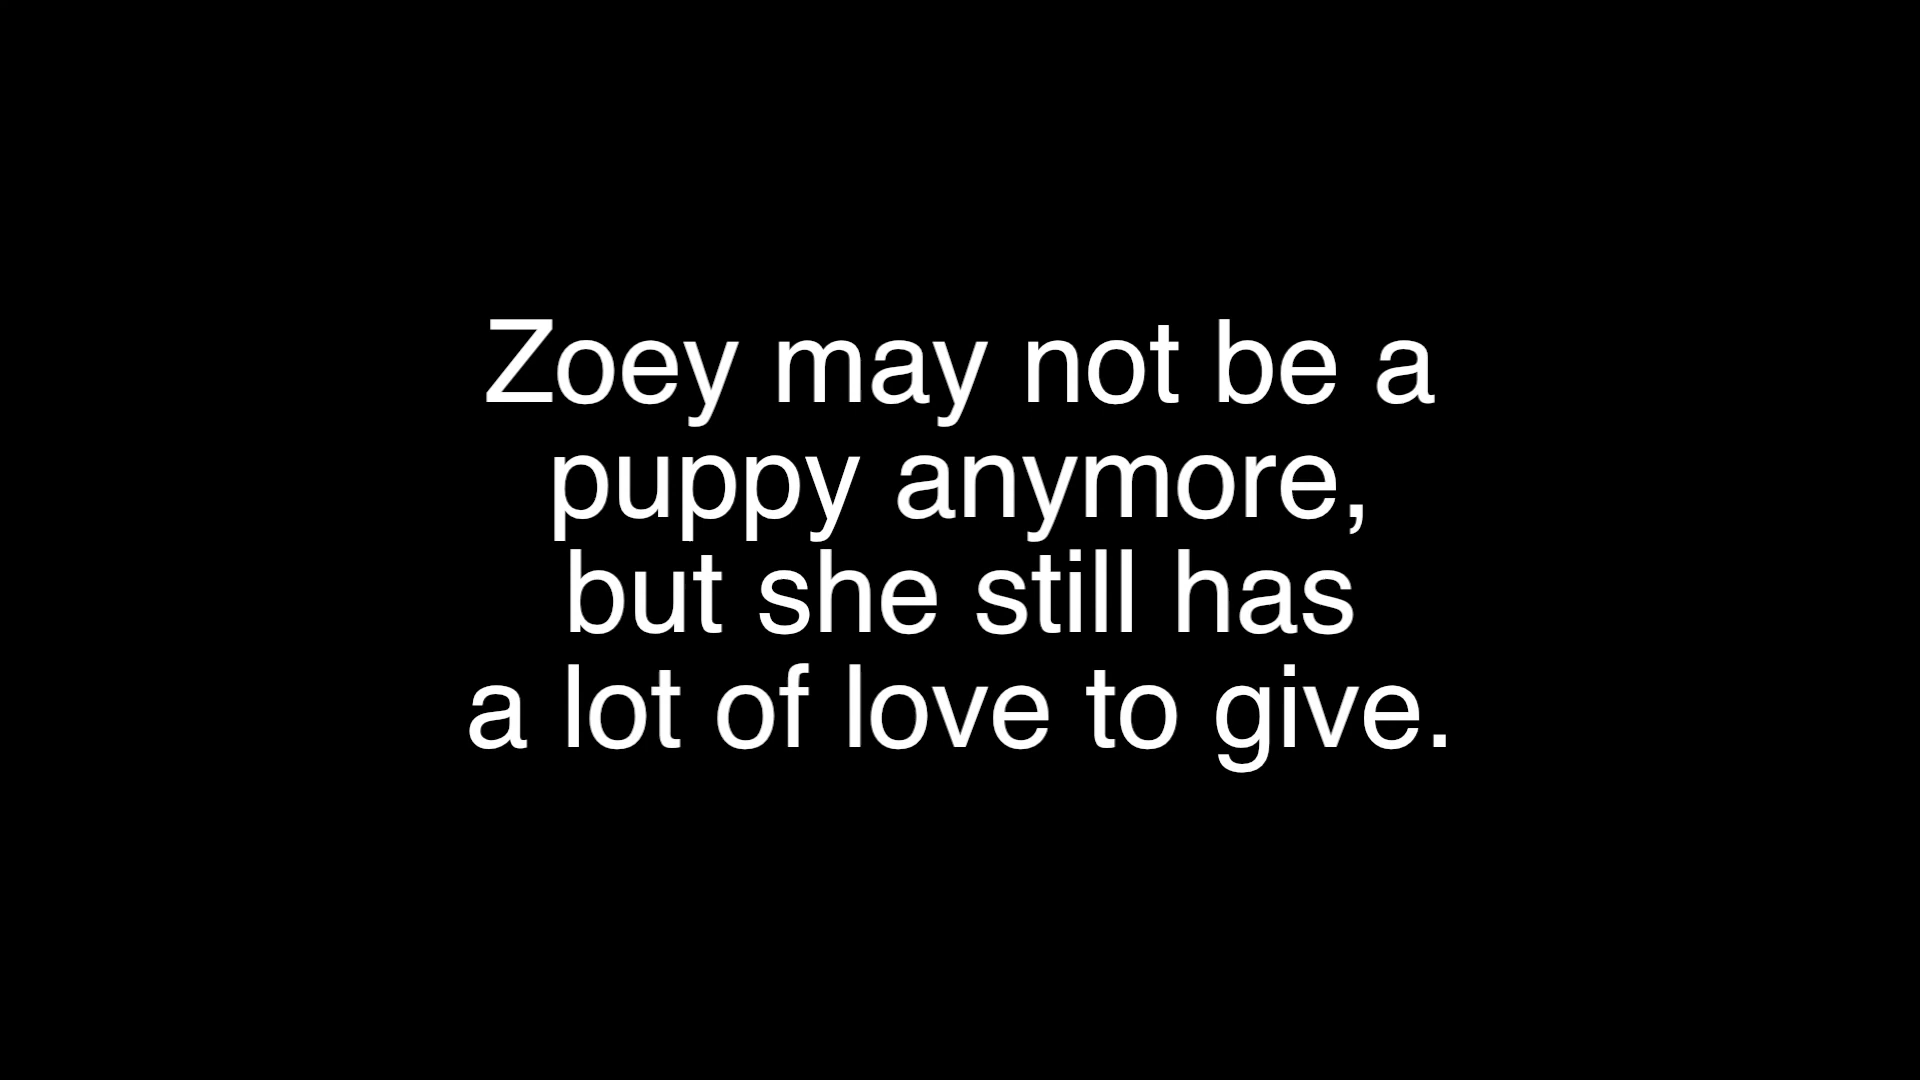 Zoey may not be a
puppy anymore,
but she still has
a lot of love to give.